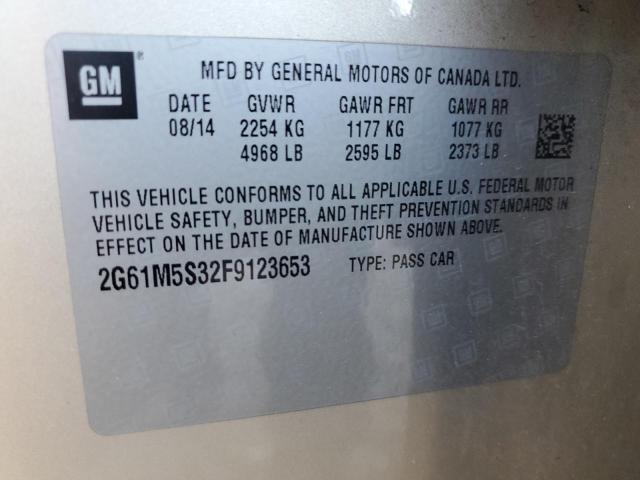 GM®
MFD BY GENERAL MOTORS OF CANADA LTD.
DATE GVWR GAWR FRT GAWR RR
08/14 2254 KG 1177 KG 1077 KG
4968 LB 2595 LB 2373 LB
THIS VEHICLE CONFORMS TO ALL APPLICABLE U.S. FEDERAL MOTOR
VEHICLE SAFETY, BUMPER, AND THEFT PREVENTION STANDARDS IN
EFFECT ON THE DATE OF MANUFACTURE SHOWN ABOVE.
2G61M5S32F9123653 TYPE: PASS CAR